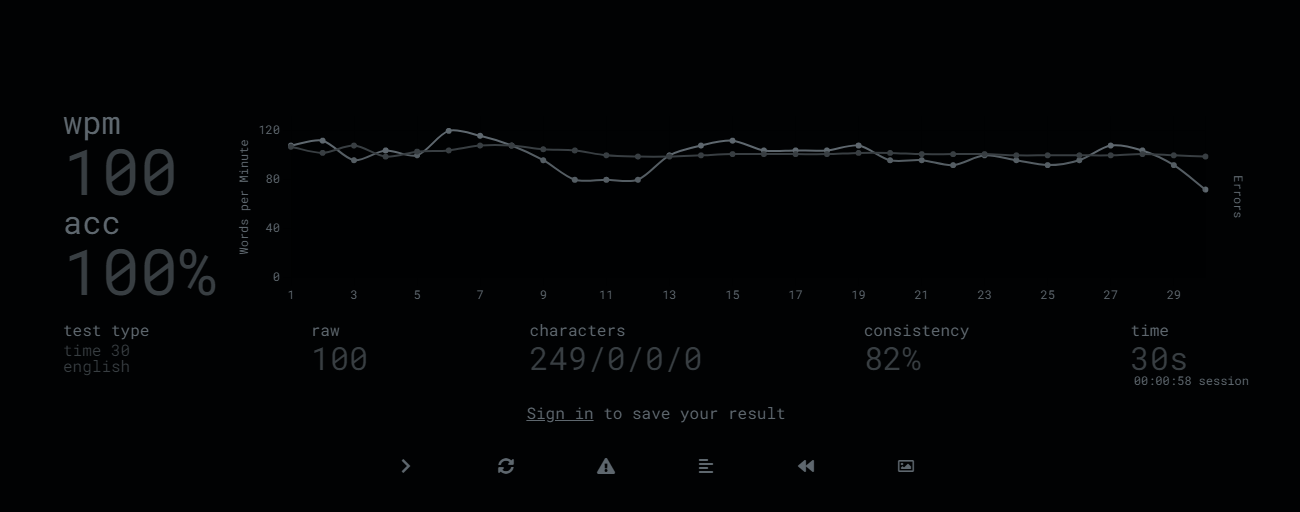 wpm
100
acc
100%
Words per Minute
120
80
40
0
1 3 5 7 9 11 13 15 17 19 21 23 25 27 29
Errors
test type
time 30
english
raw
100
characters
249/0/0/0
consistency
82%
time
30s
00:00:58 session
Sign in to save your result